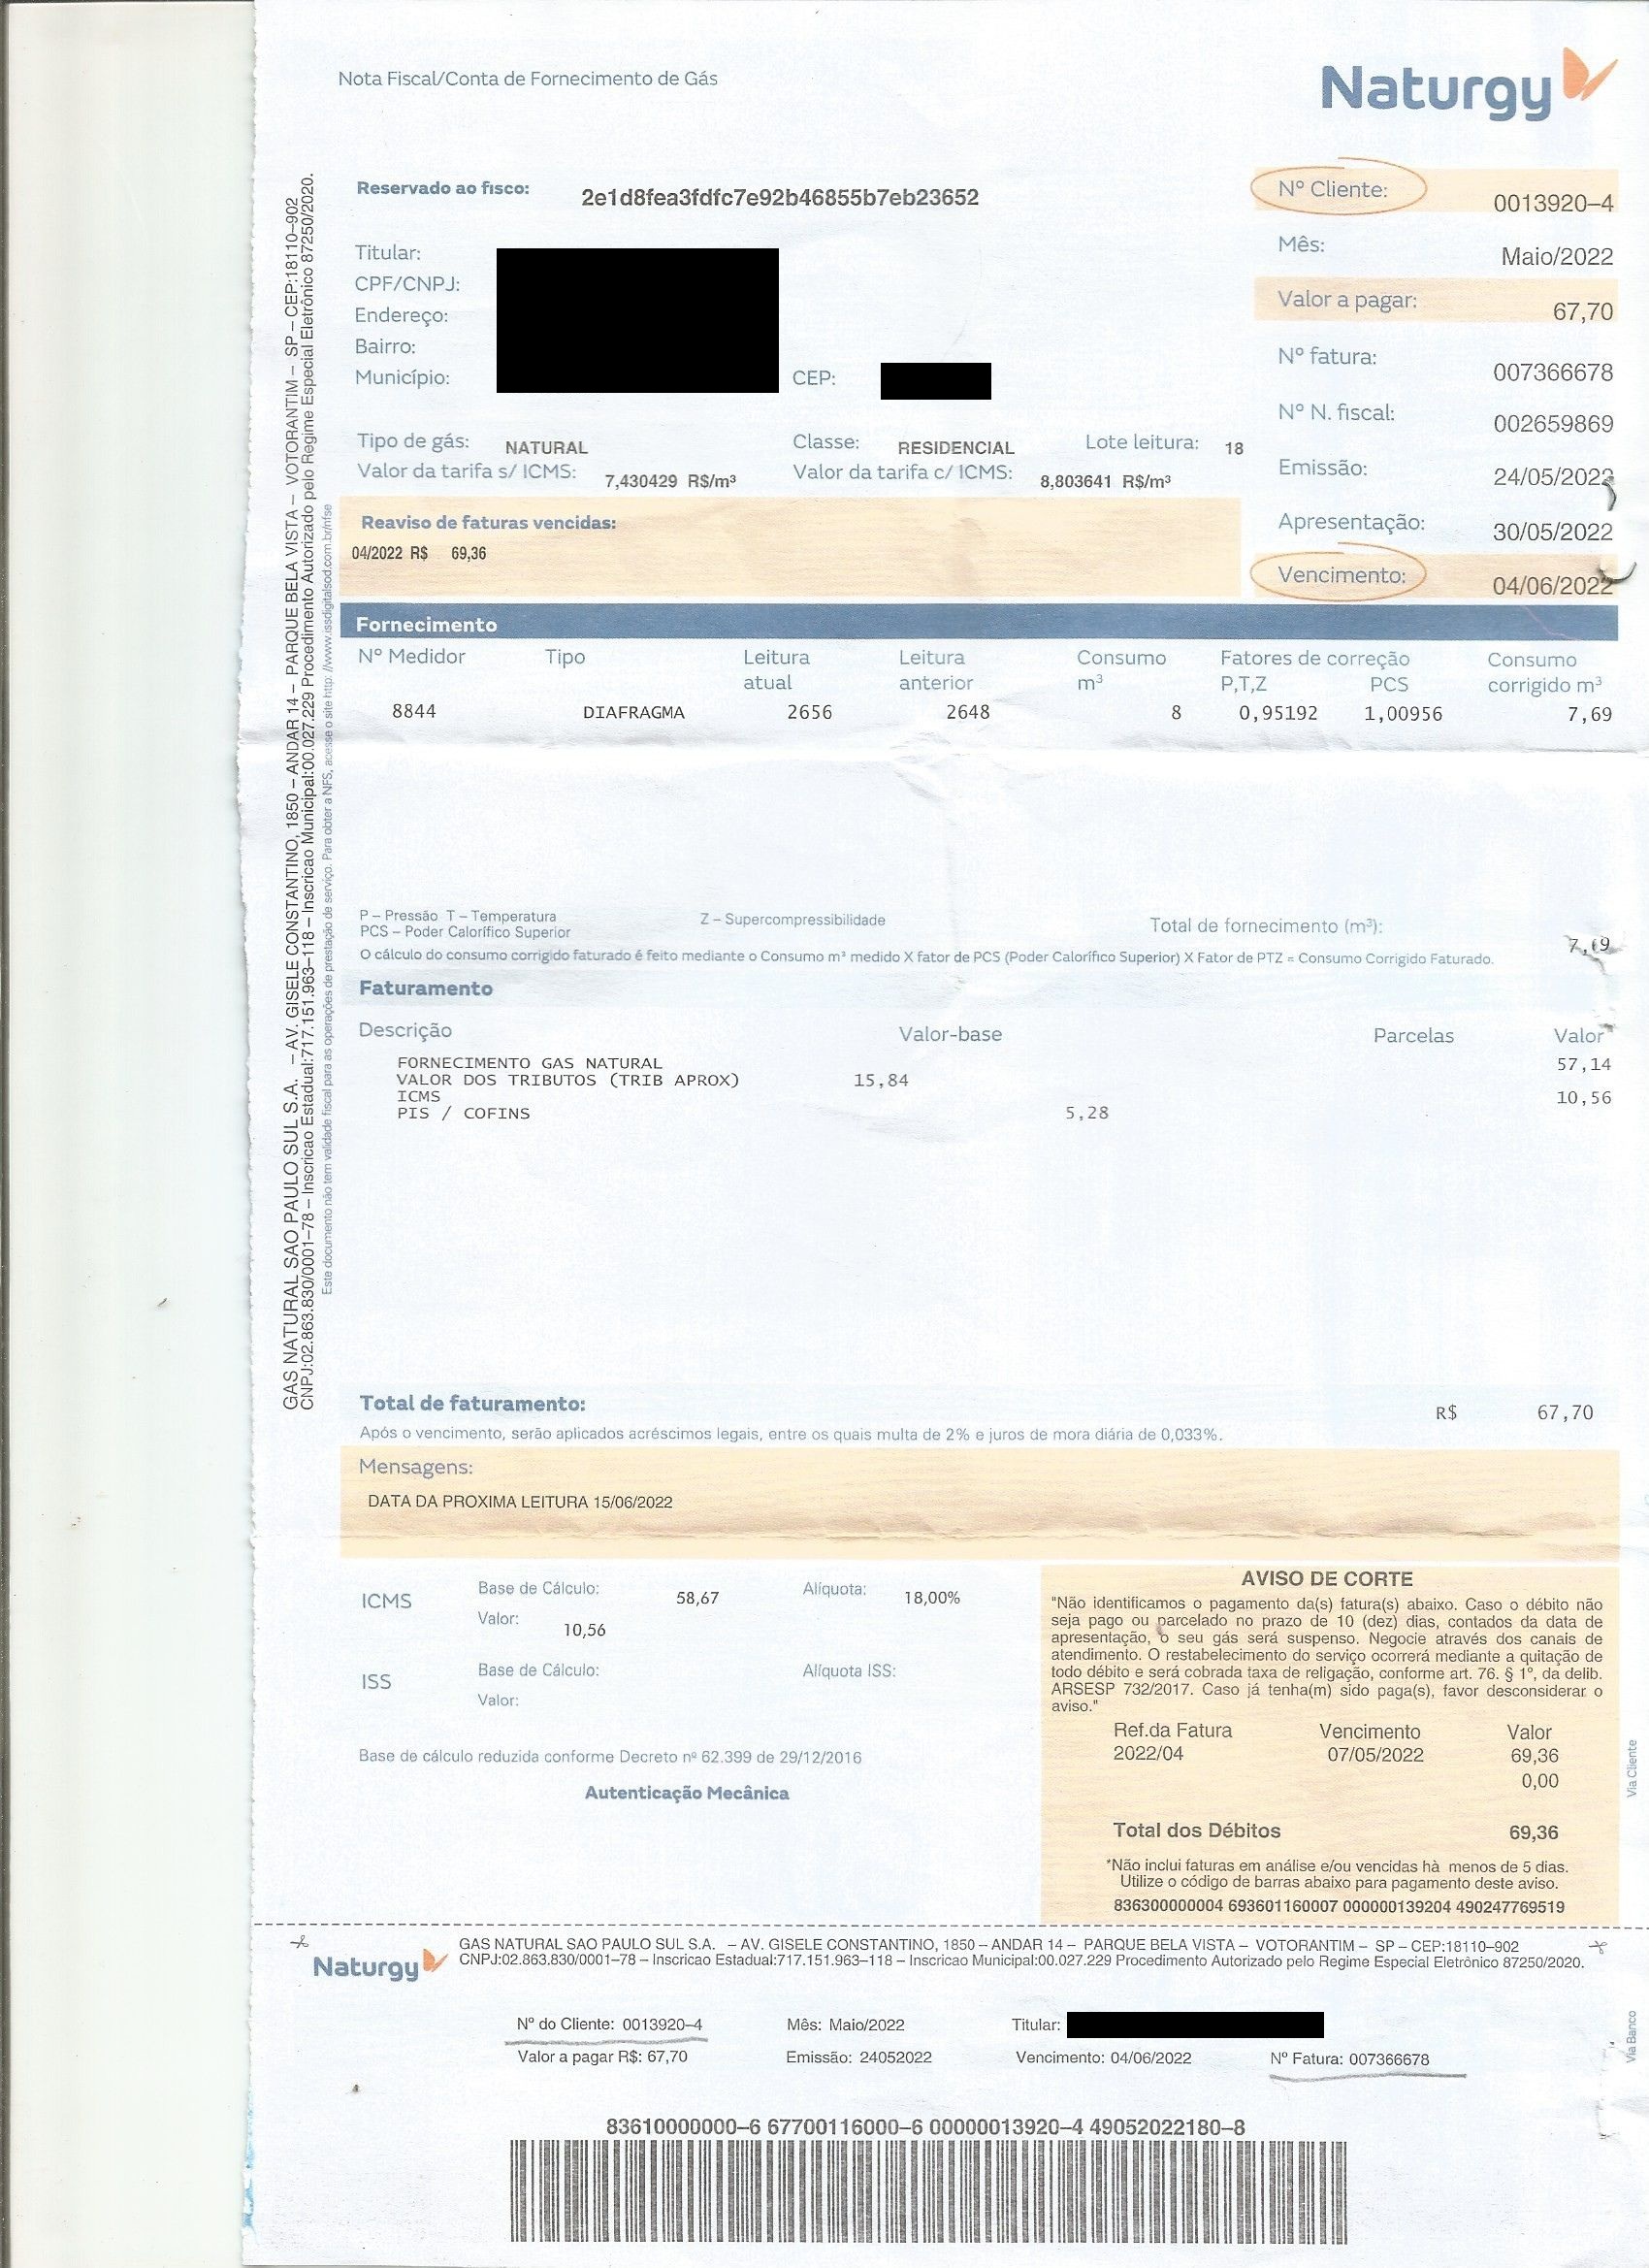 Nota Fiscal/Conta de Fornecimento de Gás
Naturgy
Reservado ao fisco: 2e1d8fea3fdfc7e92b46855b7eb23652
Nº Cliente: 0013920–4
Mês: Maio/2022
Valor a pagar: 67,70
Nº fatura: 007366678
Nº N. fiscal: 002659869
Emissão: 24/05/2022
Apresentação: 30/05/2022
Vencimento: 04/06/2022
Titular:
CPF/CNPJ:
Endereço:
Bairro:
Município: CEP:
Tipo de gás: NATURAL Classe: RESIDENCIAL Lote leitura: 18
Valor da tarifa s/ ICMS: 7,430429 R$/m³ Valor da tarifa c/ ICMS: 8,803641 R$/m³
Reaviso de faturas vencidas:
04/2022 R$ 69,36
GAS NATURAL SAO PAULO SUL S.A. – AV. GISELE CONSTANTINO, 1850 – ANDAR 14 – PARQUE BELA VISTA – VOTORANTIM – SP – CEP:18110–902
CNPJ:02.863.830/0001–78 – Inscricao Estadual:717.151.963–118 – Inscricao Municipal:00.027.229 Procedimento Autorizado pelo Regime Especial Eletrônico 87250/2020.
Este documento não tem validade fiscal para as operações de prestação de serviço. Para obter a NFS, acesse o site http: //www.issdigitalsod.com.br/nfse
Fornecimento
Nº Medidor Tipo Leitura atual Leitura anterior Consumo m³ Fatores de correção P,T,Z PCS Consumo corrigido m³
8844 DIAFRAGMA 2656 2648 8 0,95192 1,00956 7,69
P – Pressão T – Temperatura Z – Supercompressibilidade Total de fornecimento (m³): 7,69
PCS – Poder Calorífico Superior
O cálculo do consumo corrigido faturado é feito mediante o Consumo m³ medido X fator de PCS (Poder Calorífico Superior) X Fator de PTZ = Consumo Corrigido Faturado.
Faturamento
Descrição Valor-base Parcelas Valor
FORNECIMENTO GAS NATURAL 57,14
VALOR DOS TRIBUTOS (TRIB APROX) 15,84
ICMS 10,56
PIS / COFINS 5,28
Total de faturamento: R$ 67,70
Após o vencimento, serão aplicados acréscimos legais, entre os quais multa de 2% e juros de mora diária de 0,033%.
Mensagens:
DATA DA PROXIMA LEITURA 15/06/2022
ICMS Base de Cálculo: 58,67 Alíquota: 18,00%
Valor: 10,56
ISS Base de Cálculo: Alíquota ISS:
Valor:
Base de cálculo reduzida conforme Decreto nº 62.399 de 29/12/2016
Autenticação Mecânica
AVISO DE CORTE
"Não identificamos o pagamento da(s) fatura(s) abaixo. Caso o débito não
seja pago ou parcelado no prazo de 10 (dez) dias, contados da data de
apresentação, o seu gás será suspenso. Negocie através dos canais de
atendimento. O restabelecimento do serviço ocorrerá mediante a quitação de
todo débito e será cobrada taxa de religação, conforme art. 76. § 1º, da delib.
ARSESP 732/2017. Caso já tenha(m) sido paga(s), favor desconsiderar o
aviso."
Ref.da Fatura Vencimento Valor
2022/04 07/05/2022 69,36
0,00
Total dos Débitos 69,36
*Não inclui faturas em análise e/ou vencidas hà menos de 5 dias.
Utilize o código de barras abaixo para pagamento deste aviso.
836300000004 693601160007 000000139204 490247769519
Via Cliente
Naturgy
GAS NATURAL SAO PAULO SUL S.A. – AV. GISELE CONSTANTINO, 1850 – ANDAR 14 – PARQUE BELA VISTA – VOTORANTIM – SP – CEP:18110–902
CNPJ:02.863.830/0001–78 – Inscricao Estadual:717.151.963–118 – Inscricao Municipal:00.027.229 Procedimento Autorizado pelo Regime Especial Eletrônico 87250/2020.
Nº do Cliente: 0013920–4 Mês: Maio/2022 Titular:
Valor a pagar R$: 67,70 Emissão: 24052022 Vencimento: 04/06/2022 Nº Fatura: 007366678
Via Banco
83610000000–6 67700116000–6 00000013920–4 49052022180–8